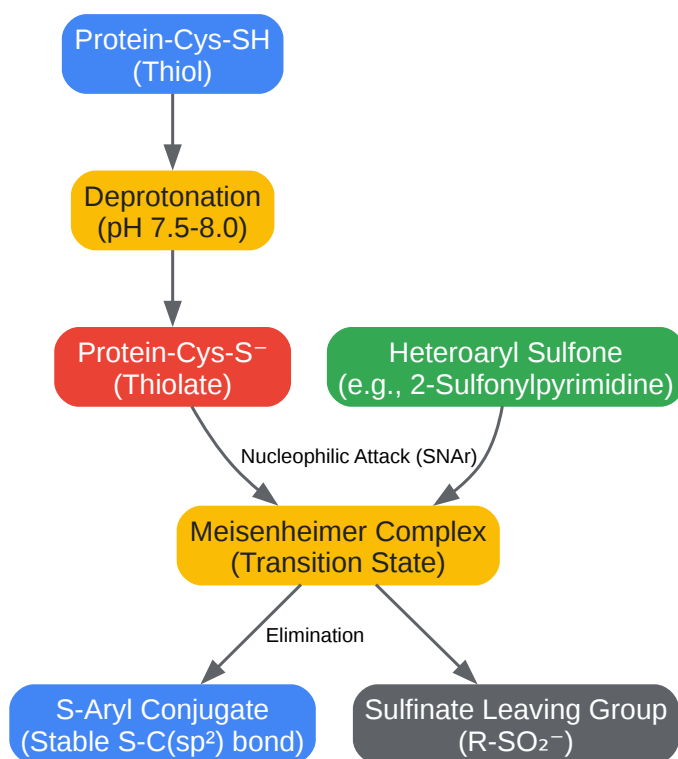 Protein-Cys-SH
(Thiol)
Deprotonation
(pH 7.5-8.0)
Protein-Cys-S⁻
(Thiolate)
Heteroaryl Sulfone
(e.g., 2-Sulfonylpyrimidine)
Nucleophilic Attack (SNAr)
Meisenheimer Complex
(Transition State)
Elimination
S-Aryl Conjugate
(Stable S-C(sp²) bond)
Sulfinate Leaving Group
(R-SO₂⁻)